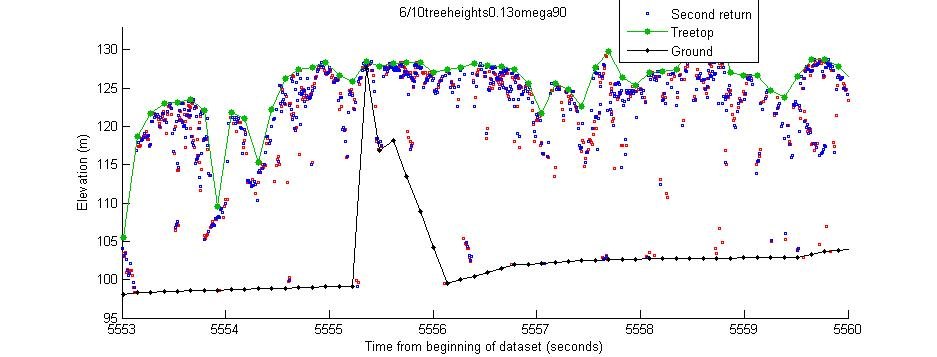 6/10treeheights0.13omega90
Second return
Treetop
Ground
130
125
120
115
110
105
100
95
Elevation (m)
5553 5554 5555 5556 5557 5558 5559 5560
Time from beginning of dataset (seconds)